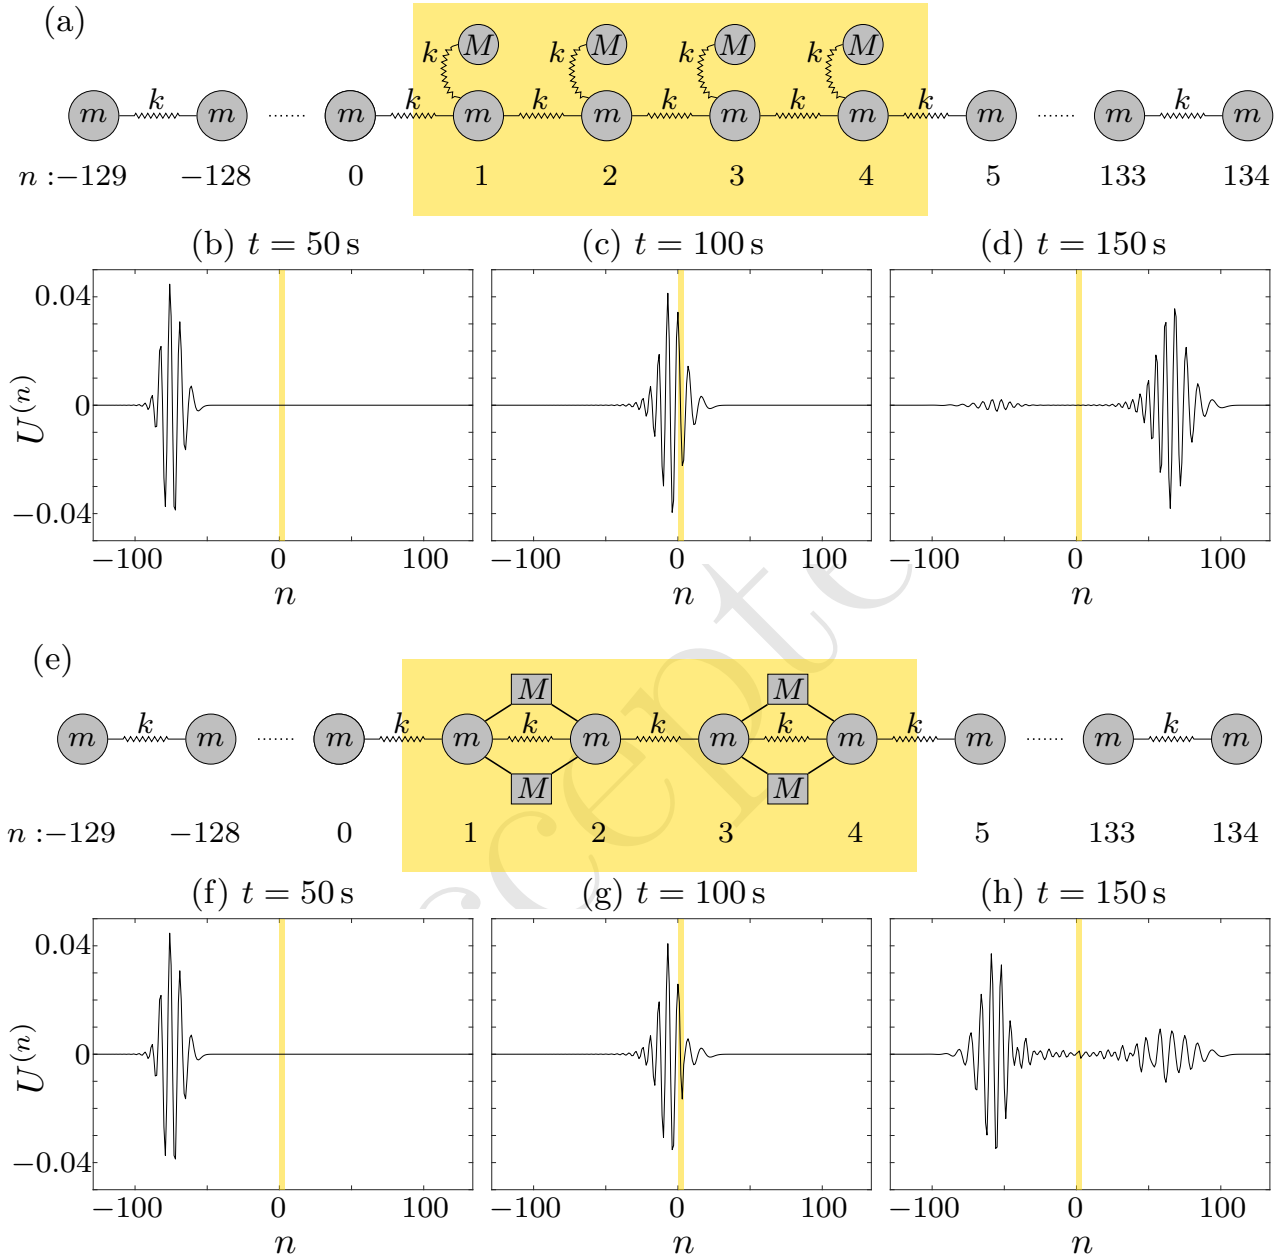 (a)
M M M M
k k k k
k k k k k k k
m m m m m m m m m m
n :−129 −128 0 1 2 3 4 5 133 134
(b) t = 50 s (c) t = 100 s (d) t = 150 s
0.04
0
−0.04
U(n)
−100 0 100 −100 0 100 −100 0 100
n n n
(e)
M M
k k k k k k k
m m m m m m m m m m
M M
n :−129 −128 0 1 2 3 4 5 133 134
(f) t = 50 s (g) t = 100 s (h) t = 150 s
0.04
0
−0.04
U(n)
−100 0 100 −100 0 100 −100 0 100
n n n